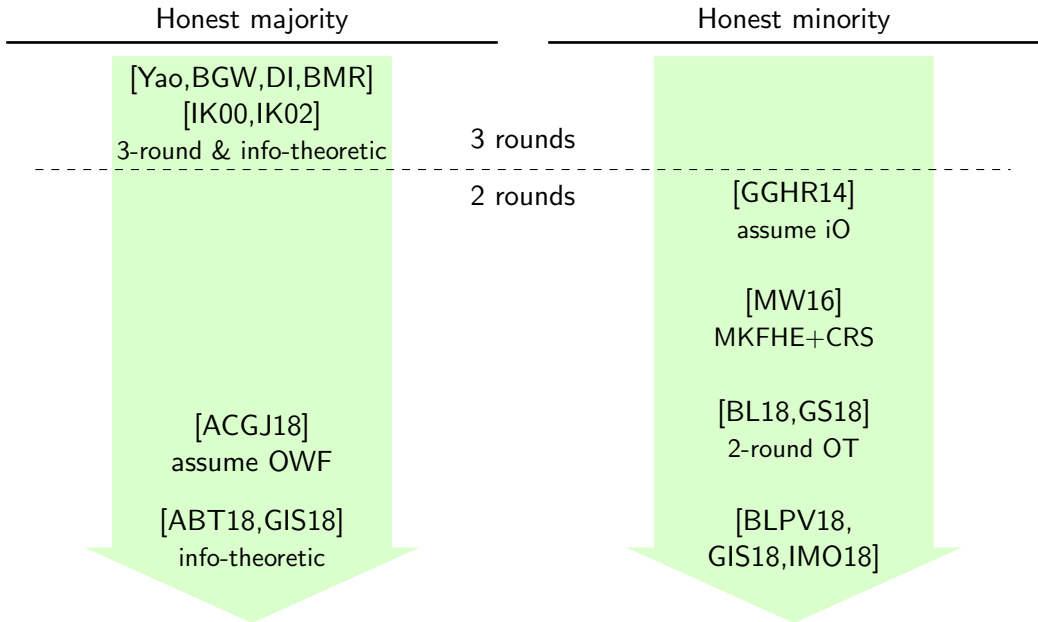 Honest majority
Honest minority
[Yao,BGW,DI,BMR]
[IK00,IK02]
3-round & info-theoretic
3 rounds
2 rounds
[GGHR14]
assume iO
[MW16]
MKFHE+CRS
[ACGJ18]
assume OWF
[BL18,GS18]
2-round OT
[ABT18,GIS18]
info-theoretic
[BLPV18,
GIS18,IMO18]